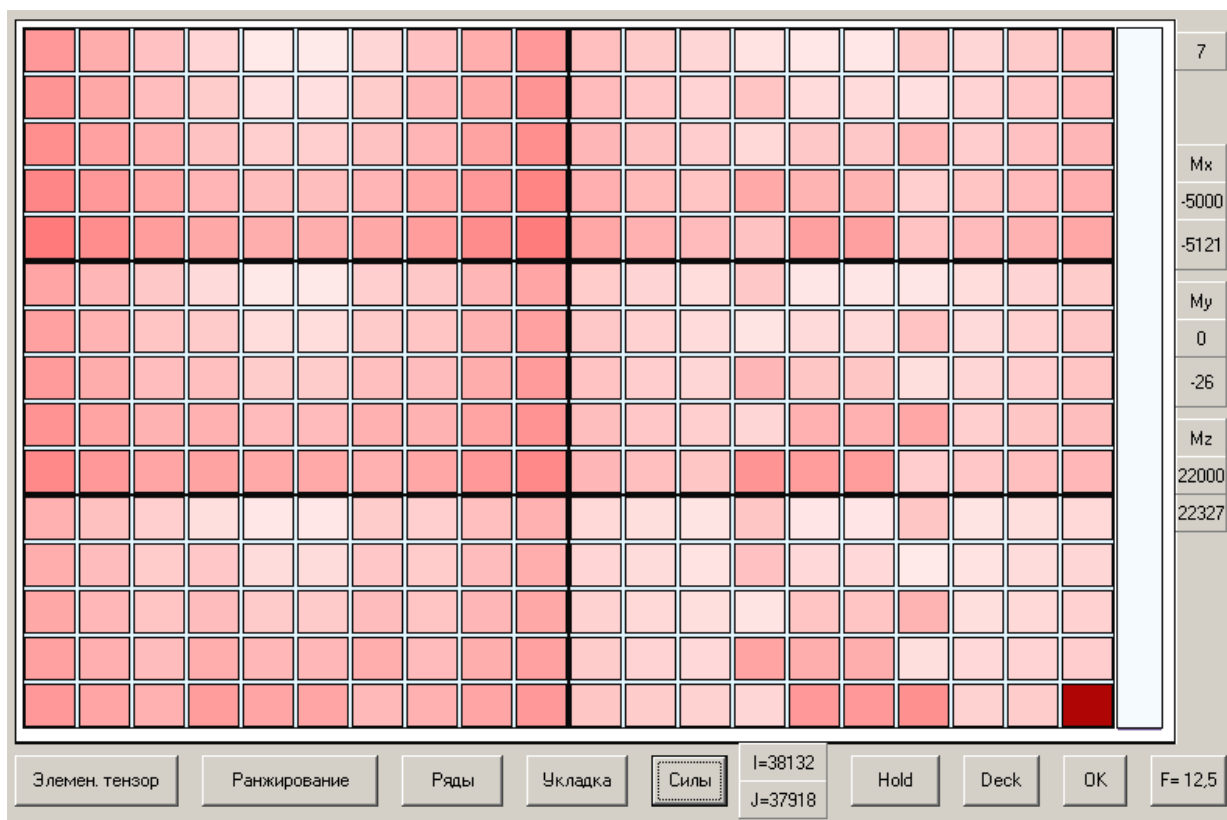 7
Mx
-5000
-5121
My
0
-26
Mz
22000
22327
Элемен. тензор
Ранжирование
Ряды
Укладка
Силы
I=38132
J=37918
Hold
Deck
OK
F= 12,5